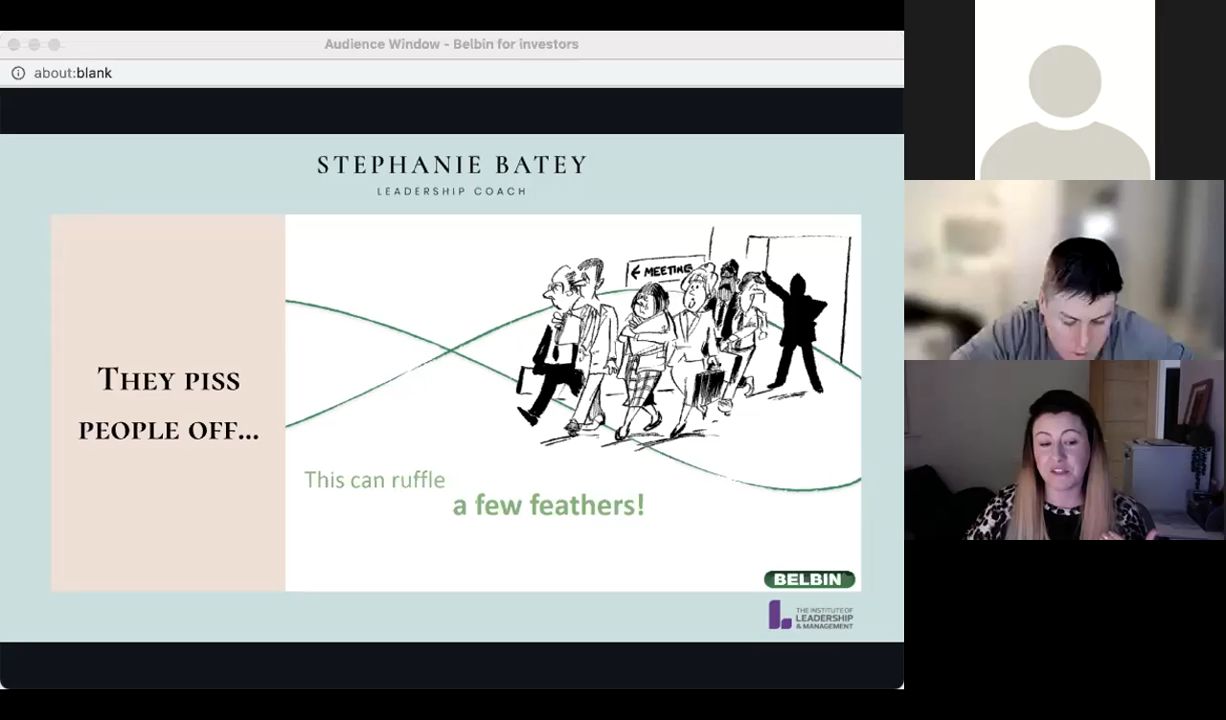 Audience Window - Belbin for investors
about:blank
STEPHANIE BATEY
LEADERSHIP COACH
THEY PISS
PEOPLE OFF...
← MEETING
This can ruffle
a few feathers!
BELBIN
THE INSTITUTE OF
LEADERSHIP
& MANAGEMENT